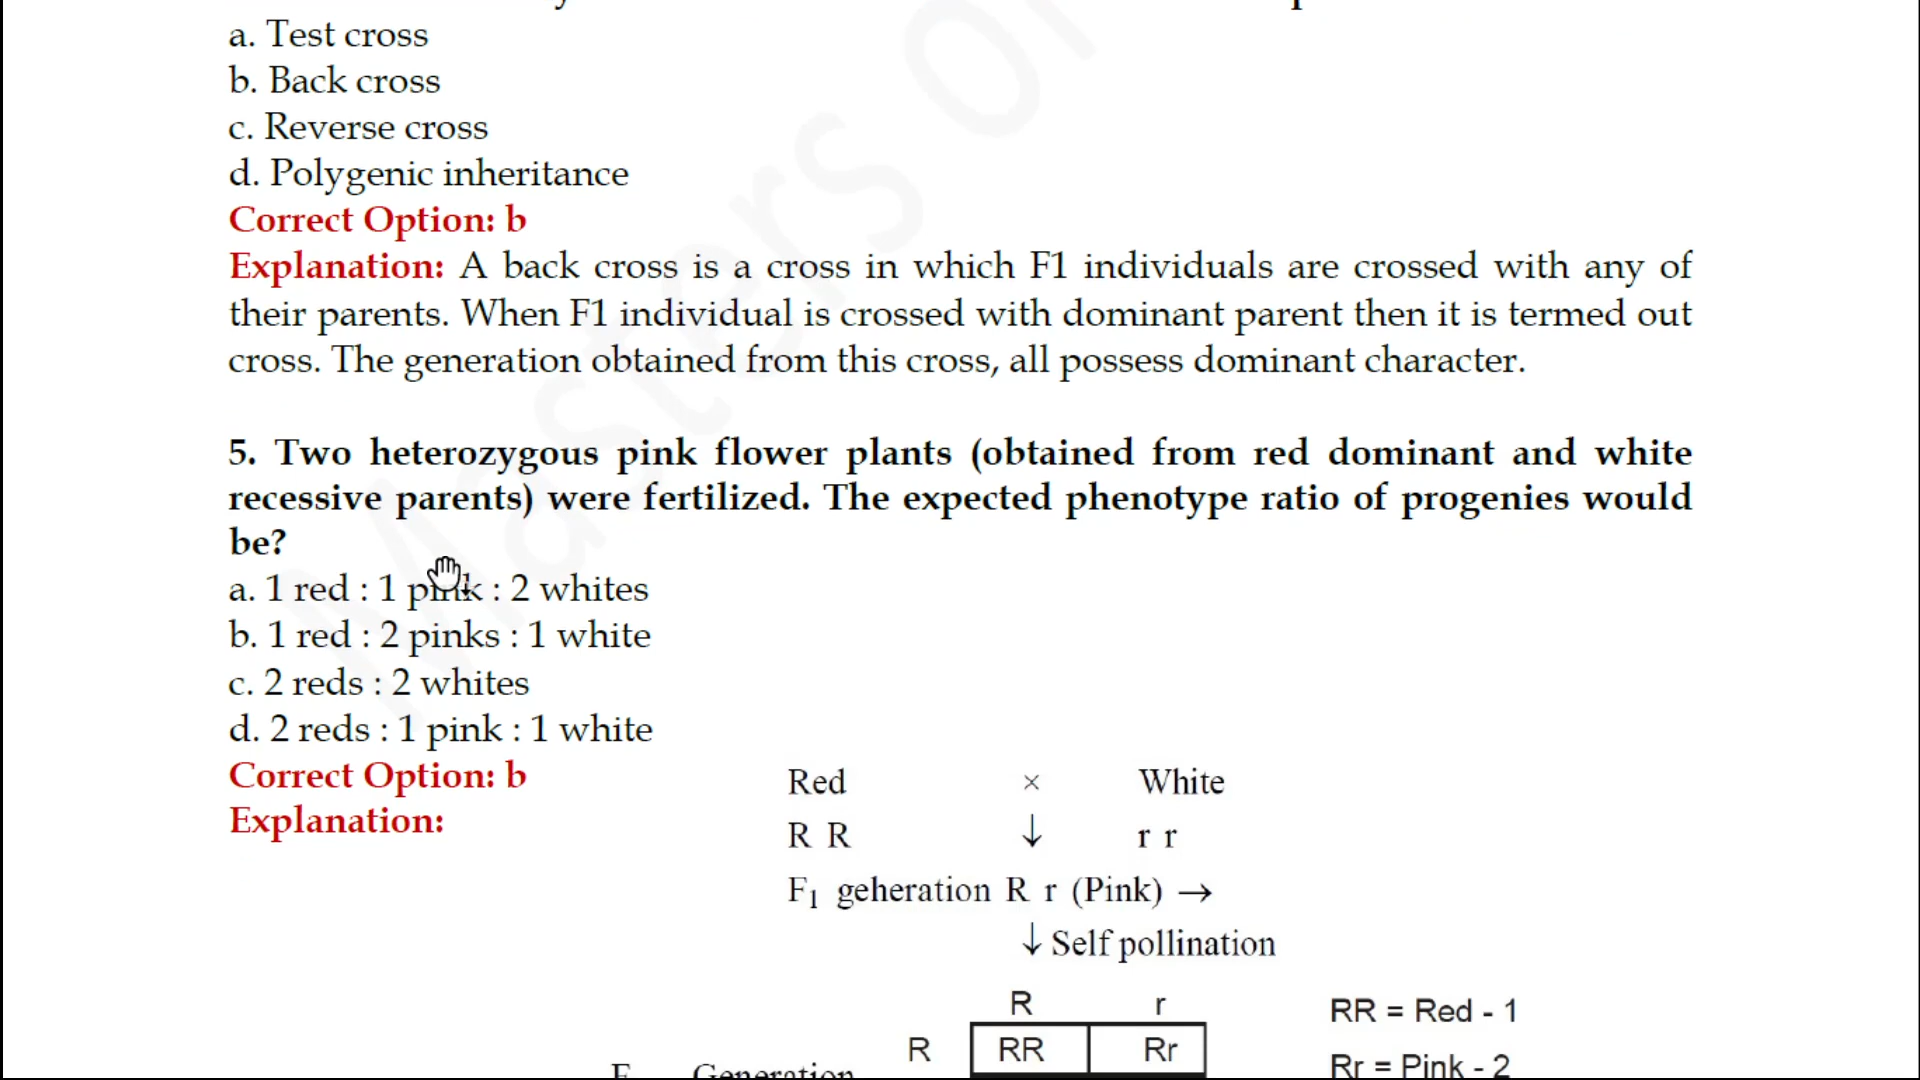 a. Test cross
b. Back cross
c. Reverse cross
d. Polygenic inheritance
Correct Option: b
Explanation: A back cross is a cross in which F1 individuals are crossed with any of
their parents. When F1 individual is crossed with dominant parent then it is termed out
cross. The generation obtained from this cross, all possess dominant character.
5. Two heterozygous pink flower plants (obtained from red dominant and white
recessive parents) were fertilized. The expected phenotype ratio of progenies would
be?
a. 1 red : 1 pink : 2 whites
b. 1 red : 2 pinks : 1 white
c. 2 reds : 2 whites
d. 2 reds : 1 pink : 1 white
Correct Option: b
Explanation:
Red × White
R R ↓ r r
F1 geheration R r (Pink) →
↓ Self pollination
R r
R RR Rr
RR = Red - 1
Rr = Pink - 2
F Generation
Masters of